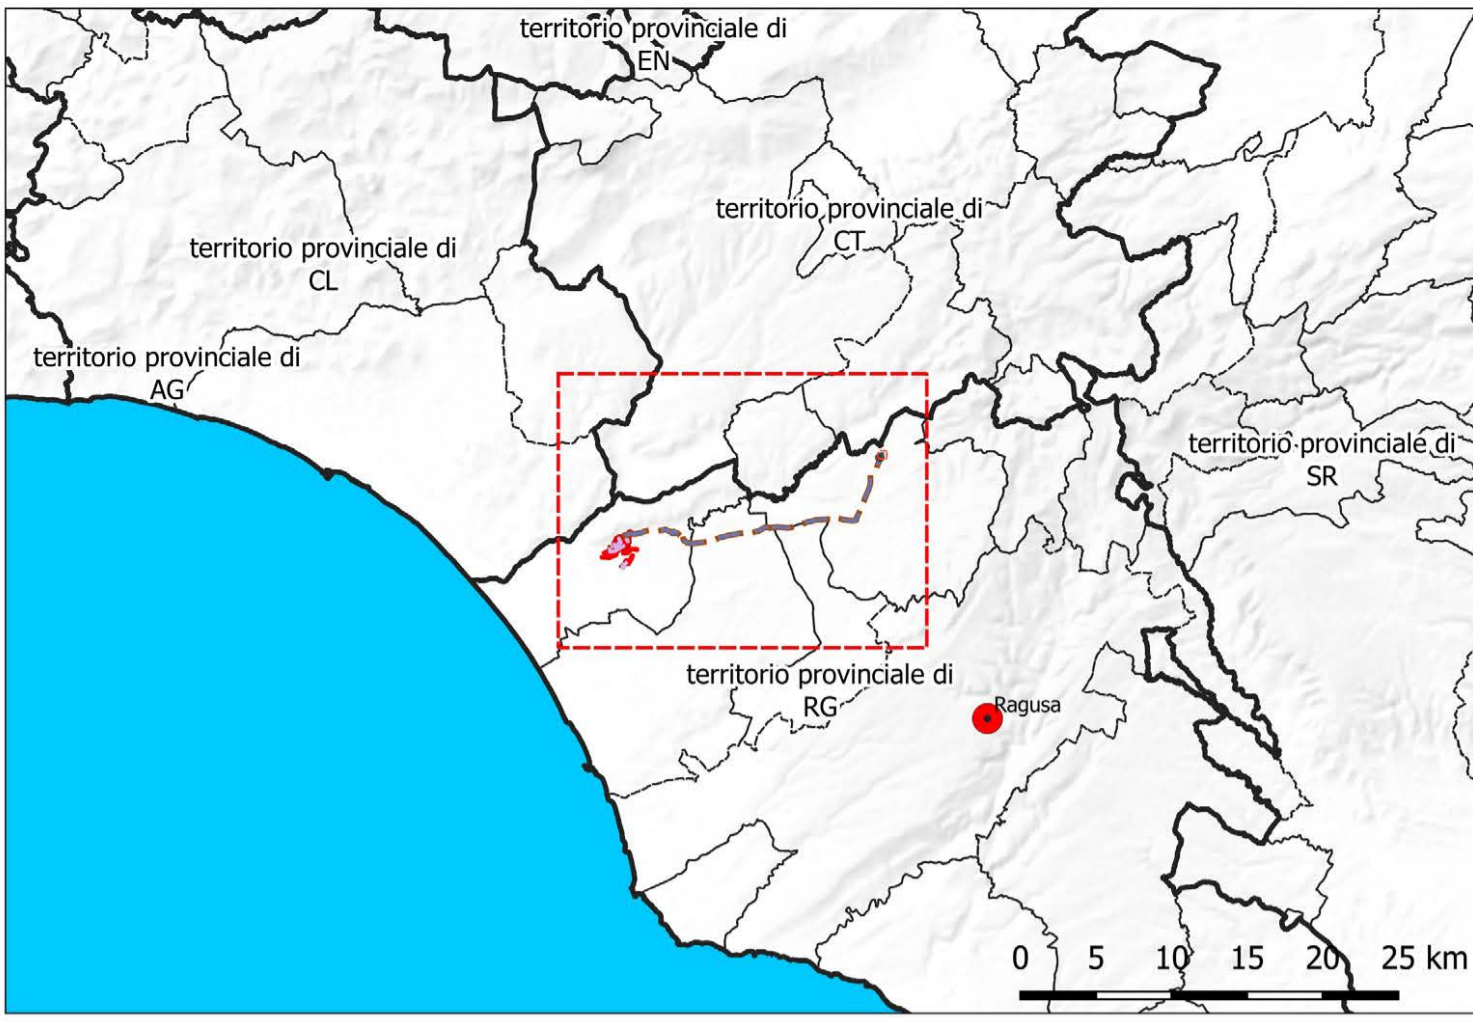 territorio provinciale di
EN
territorio provinciale di
CT
territorio provinciale di
CL
territorio provinciale di
AG
territorio provinciale di
SR
territorio provinciale di
RG
Ragusa
0 5 10 15 20 25 km